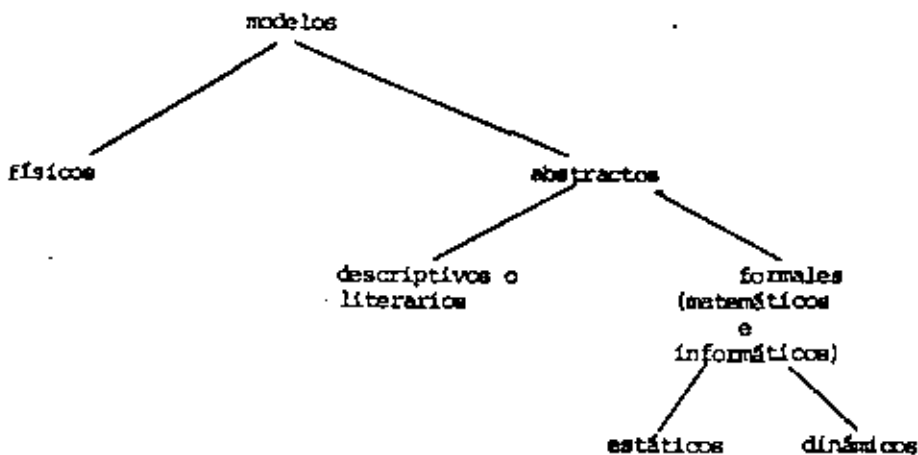 modelos
físicos
abstractos
descriptivos o
literarios
formales
(matemáticos
e
informáticos)
estáticos
dinámicos